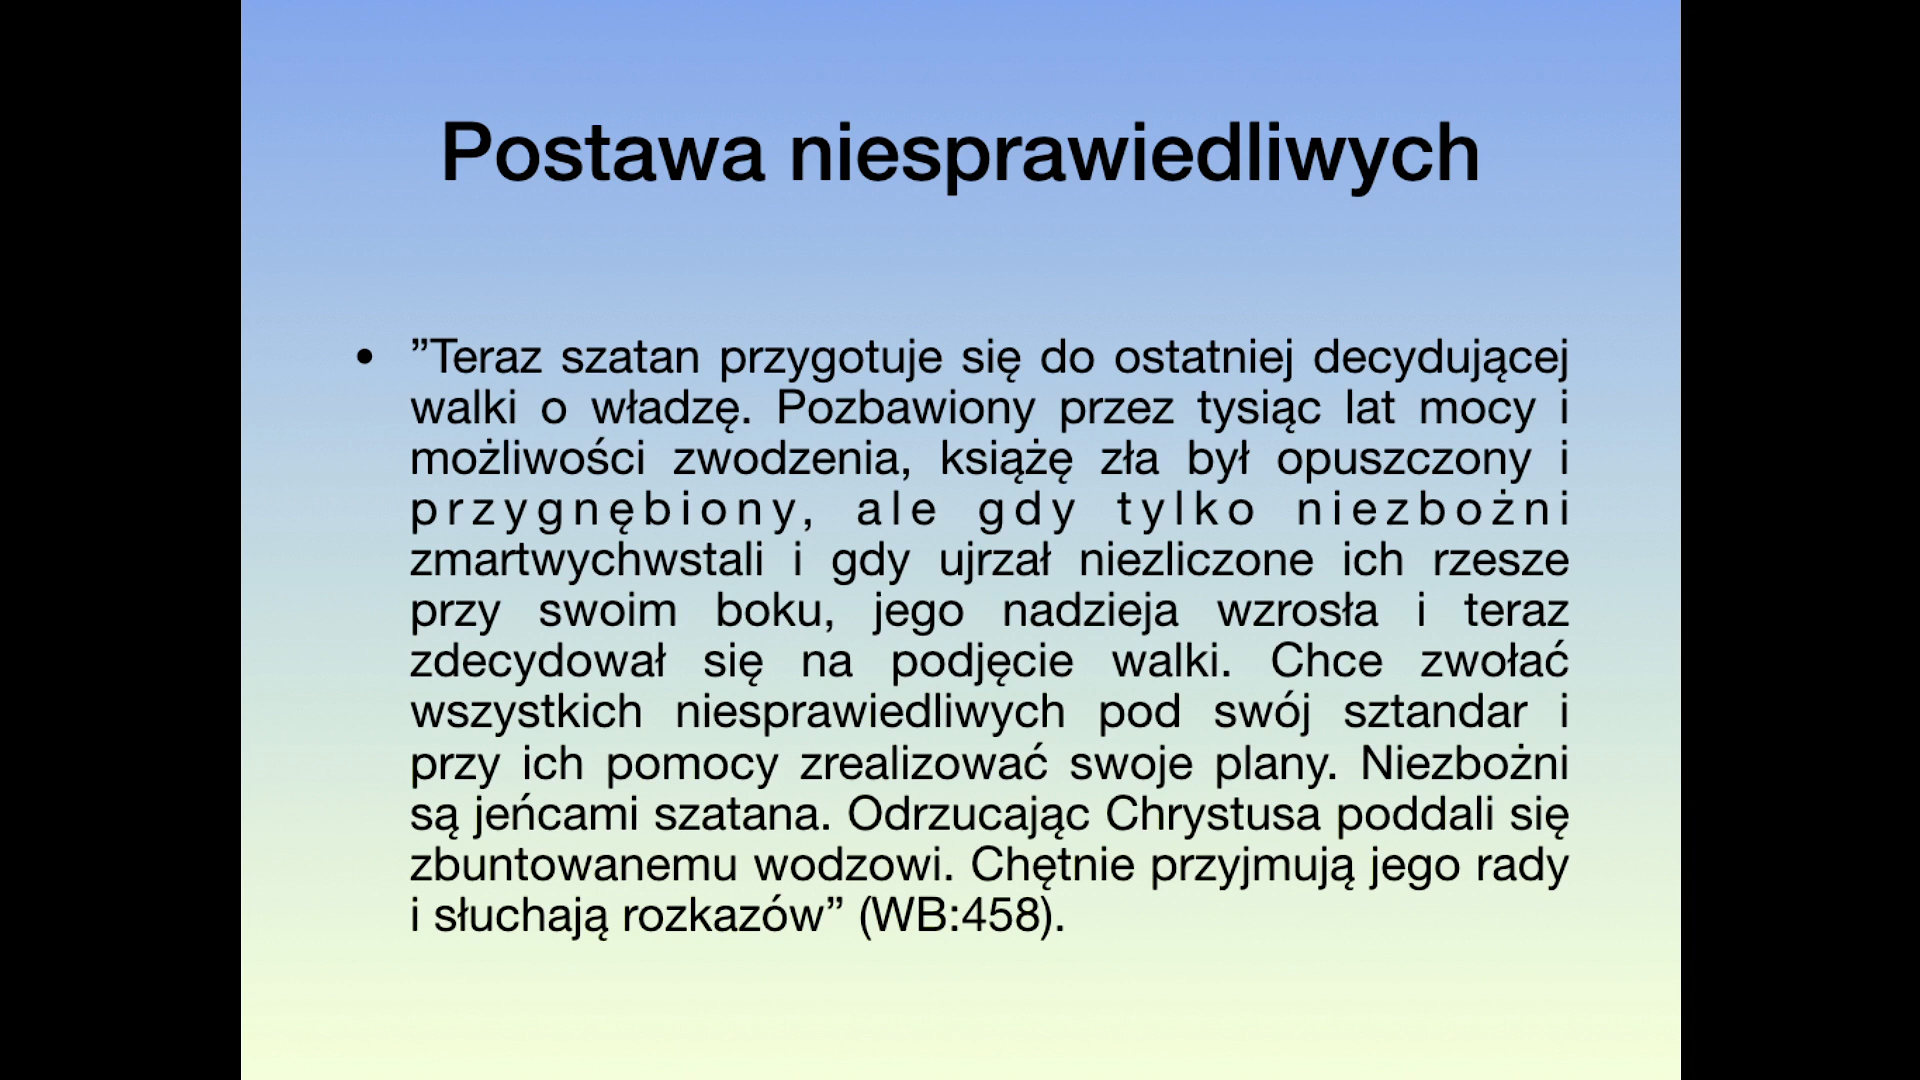 Postawa niesprawiedliwych
• ”Teraz szatan przygotuje się do ostatniej decydującej
walki o władzę. Pozbawiony przez tysiąc lat mocy i
możliwości zwodzenia, książę zła był opuszczony i
przygnębiony, ale gdy tylko niezbożni
zmartwychwstali i gdy ujrzał niezliczone ich rzesze
przy swoim boku, jego nadzieja wzrosła i teraz
zdecydował się na podjęcie walki. Chce zwołać
wszystkich niesprawiedliwych pod swój sztandar i
przy ich pomocy zrealizować swoje plany. Niezbożni
są jeńcami szatana. Odrzucając Chrystusa poddali się
zbuntowanemu wodzowi. Chętnie przyjmują jego rady
i słuchają rozkazów” (WB:458).